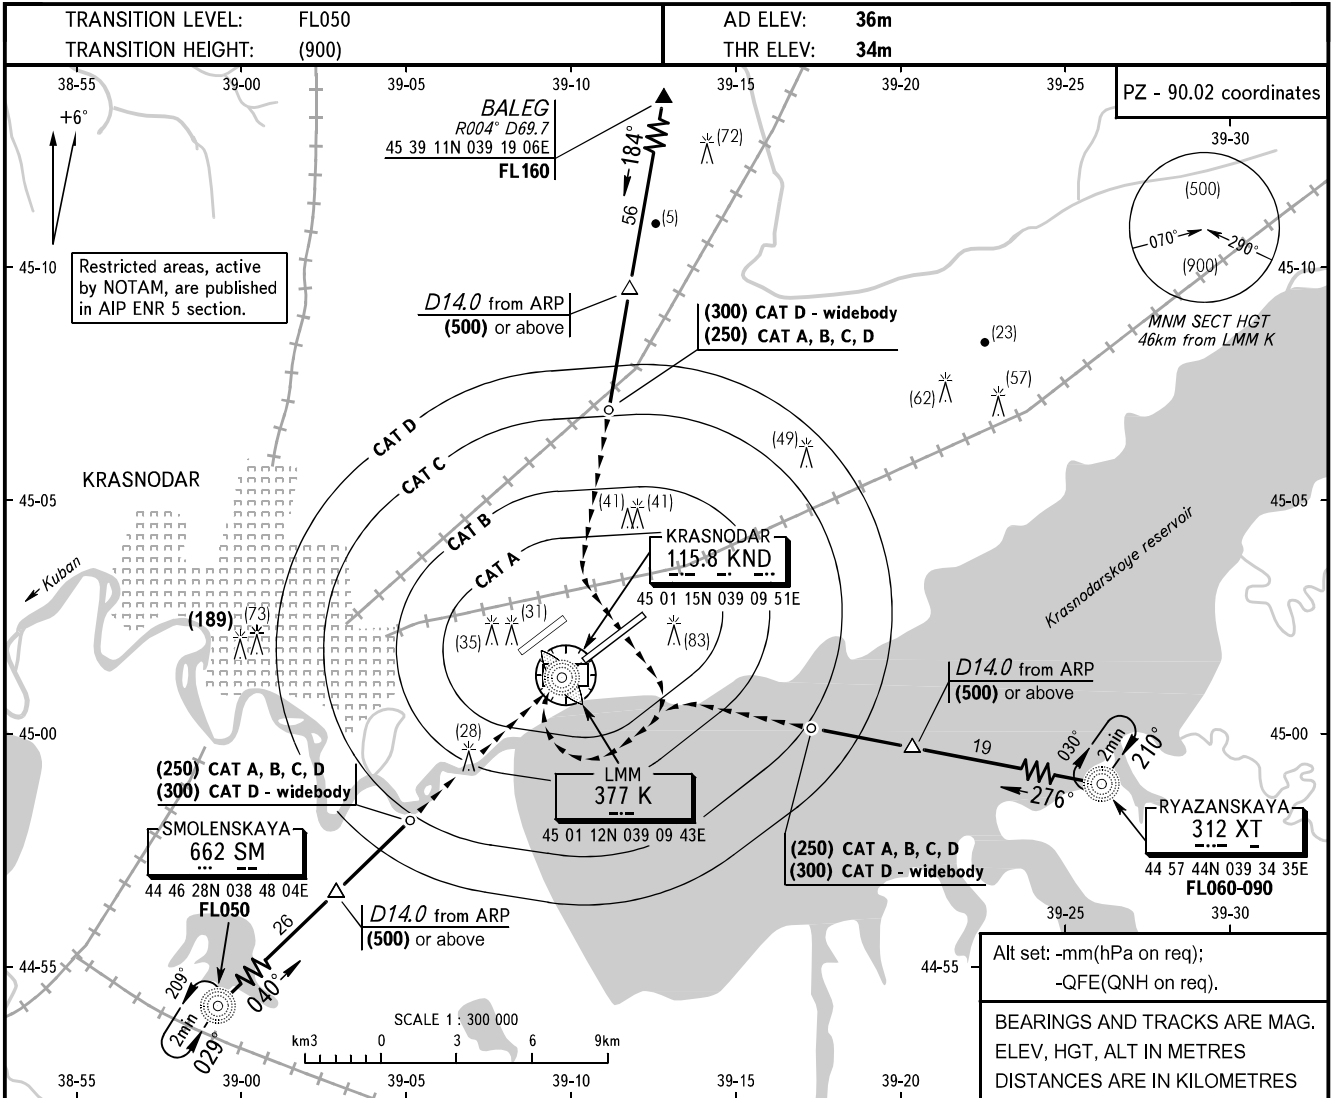 TRANSITION LEVEL: FL050
TRANSITION HEIGHT: (900)
AD ELEV: 36m
THR ELEV: 34m
38-55 39-00 39-05 39-10 39-15 39-20 39-25
PZ - 90.02 coordinates
39-30
+6°
BALEG
R004° D69.7
45 39 11N 039 19 06E
FL160
184°
56
(72)
(5)
(500)
070° 290°
(900)
MNM SECT HGT
46km from LMM K
45-10
45-10
Restricted areas, active
by NOTAM, are published
in AIP ENR 5 section.
D14.0 from ARP
(500) or above
(300) CAT D - widebody
(250) CAT A, B, C, D
(23)
(62)
(57)
(49)
CAT D
CAT C
CAT B
CAT A
KRASNODAR
45-05
45-05
(41) (41)
KRASNODAR
115.8 KND
45 01 15N 039 09 51E
Kuban
Krasnodarskoye reservoir
(189)
(73)
(35)
(31)
(83)
D14.0 from ARP
(500) or above
45-00
45-00
(28)
(250) CAT A, B, C, D
(300) CAT D - widebody
LMM
377 K
45 01 12N 039 09 43E
19
276°
030°
2min
210°
RYAZANSKAYA
312 XT
44 57 44N 039 34 35E
FL060-090
SMOLENSKAYA
662 SM
44 46 28N 038 48 04E
FL050
(250) CAT A, B, C, D
(300) CAT D - widebody
39-25 39-30
26
D14.0 from ARP
(500) or above
44-55
44-55
040°
209°
2min
029°
SCALE 1 : 300 000
km3 0 3 6 9km
Alt set: -mm(hPa on req);
-QFE(QNH on req).
BEARINGS AND TRACKS ARE MAG.
ELEV, HGT, ALT IN METRES
DISTANCES ARE IN KILOMETRES
38-55 39-00 39-05 39-10 39-15 39-20